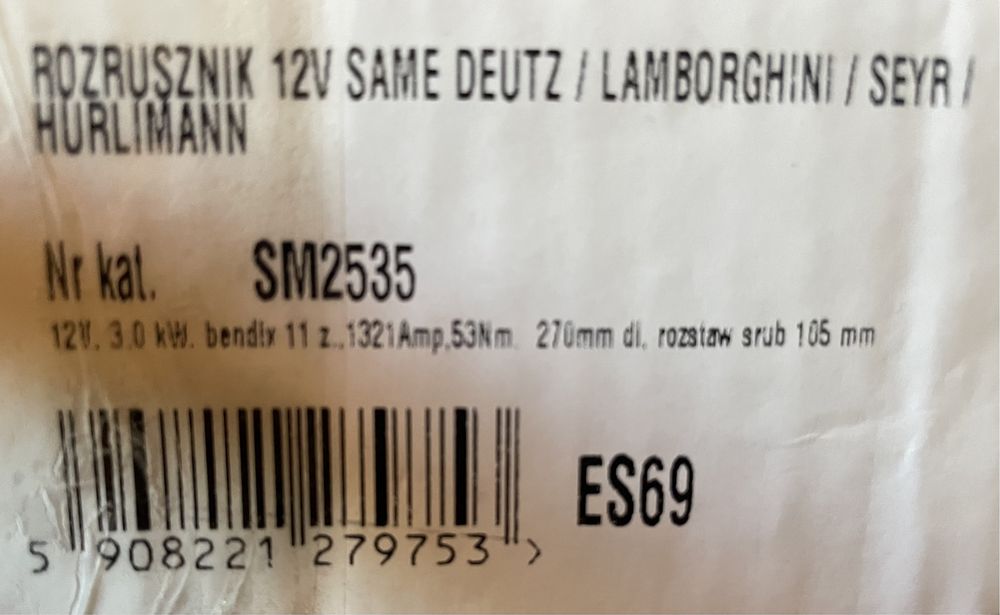 ROZRUSZNIK 12V SAME DEUTZ / LAMBORGHINI / SEYR /
HURLIMANN
Nr kat. SM2535
12V, 3.0 kW. bendix 11 z.,1321Amp,53Nm. 270mm dl. rozstaw srub 105 mm
ES69
5 908221 279753 >